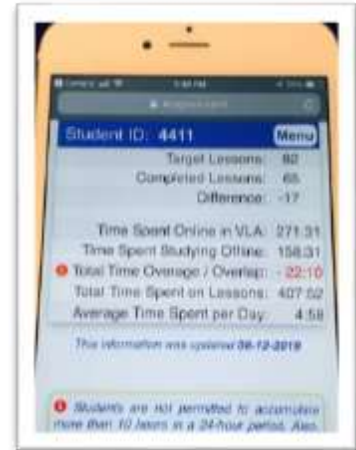 Student ID: 4411 Menu
Target Lessons: 82
Completed Lessons: 65
Difference: -17
Time Spent Online in VLA: 271:31
Time Spent Studying Offline: 158:31
Total Time Overage / Overlap: - 22:10
Total Time Spent on Lessons: 407:52
Average Time Spent per Day: 4:58
This information was updated 08-12-2019
Students are not permitted to accumulate
more than 10 hours in a 24-hour period. Also,